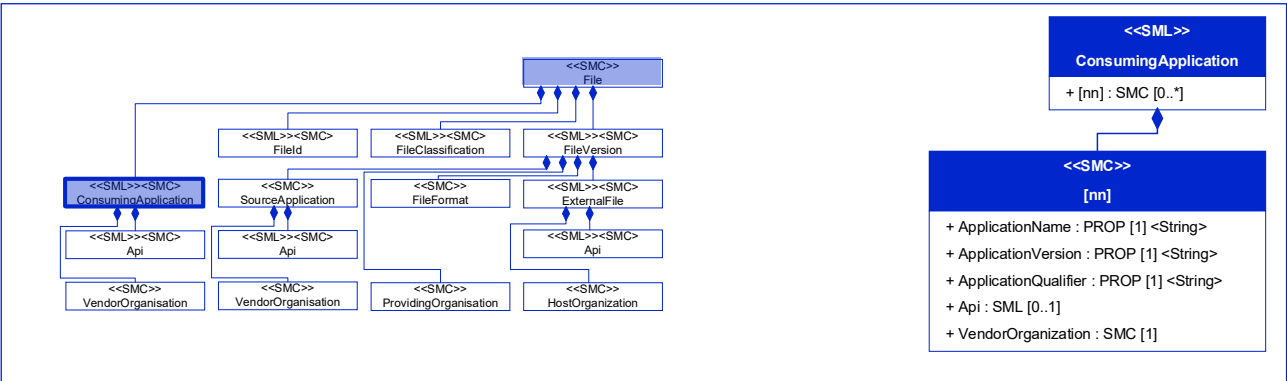 <<SMC>>
File
<<SML>><SMC>
FileId
<<SML>><SMC>
FileClassification
<<SML>><SMC>
FileVersion
<<SML>><SMC>
ConsumingApplication
<<SMC>>
SourceApplication
<<SMC>>
FileFormat
<<SML>><SMC>
ExternalFile
<<SML>><SMC>
Api
<<SML>><SMC>
Api
<<SML>><SMC>
Api
<<SMC>>
VendorOrganisation
<<SMC>>
VendorOrganisation
<<SMC>>
ProvidingOrganisation
<<SMC>>
HostOrganization
<<SML>>
ConsumingApplication
+ [nn] : SMC [0..*]
<<SMC>>
[nn]
+ ApplicationName : PROP [1] <String>
+ ApplicationVersion : PROP [1] <String>
+ ApplicationQualifier : PROP [1] <String>
+ Api : SML [0..1]
+ VendorOrganization : SMC [1]